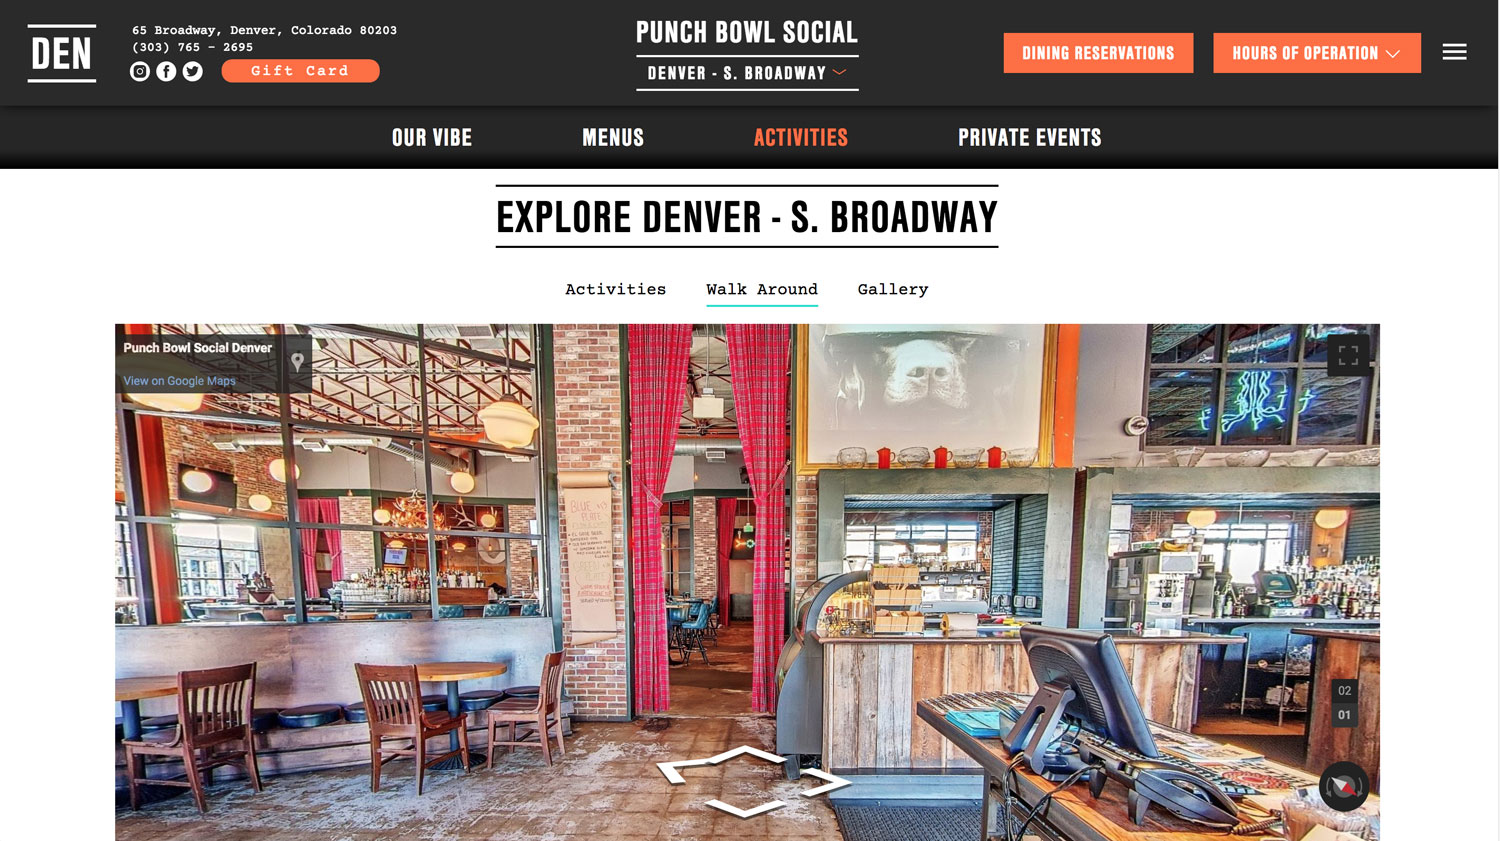 DEN
65 Broadway, Denver, Colorado 80203
(303) 765 - 2695
Gift Card
PUNCH BOWL SOCIAL
DENVER - S. BROADWAY
DINING RESERVATIONS
HOURS OF OPERATION
OUR VIBE
MENUS
ACTIVITIES
PRIVATE EVENTS
EXPLORE DENVER - S. BROADWAY
Activities
Walk Around
Gallery
Punch Bowl Social Denver
View on Google Maps
BLUE
PLATE
02
01